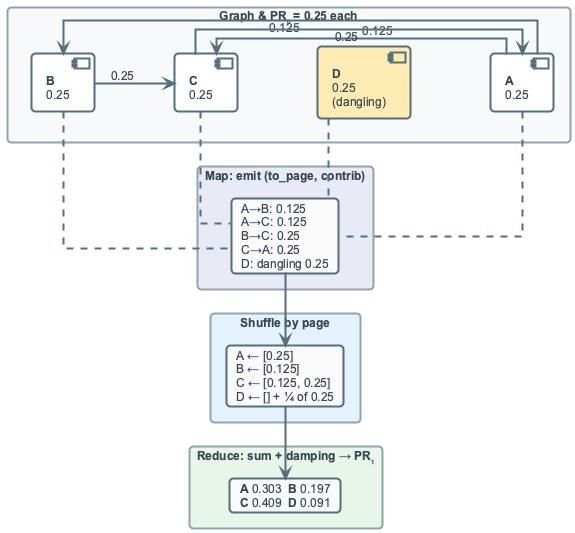 Graph & PR₀ = 0.25 each
0.125
0.125
0.25
B
0.25
0.25
C
0.25
D
0.25
(dangling)
A
0.25
Map: emit (to_page, contrib)
A→B: 0.125
A→C: 0.125
B→C: 0.25
C→A: 0.25
D: dangling 0.25
Shuffle by page
A ← [0.25]
B ← [0.125]
C ← [0.125, 0.25]
D ← [] + ¼ of 0.25
Reduce: sum + damping → PR₁
A 0.303 B 0.197
C 0.409 D 0.091